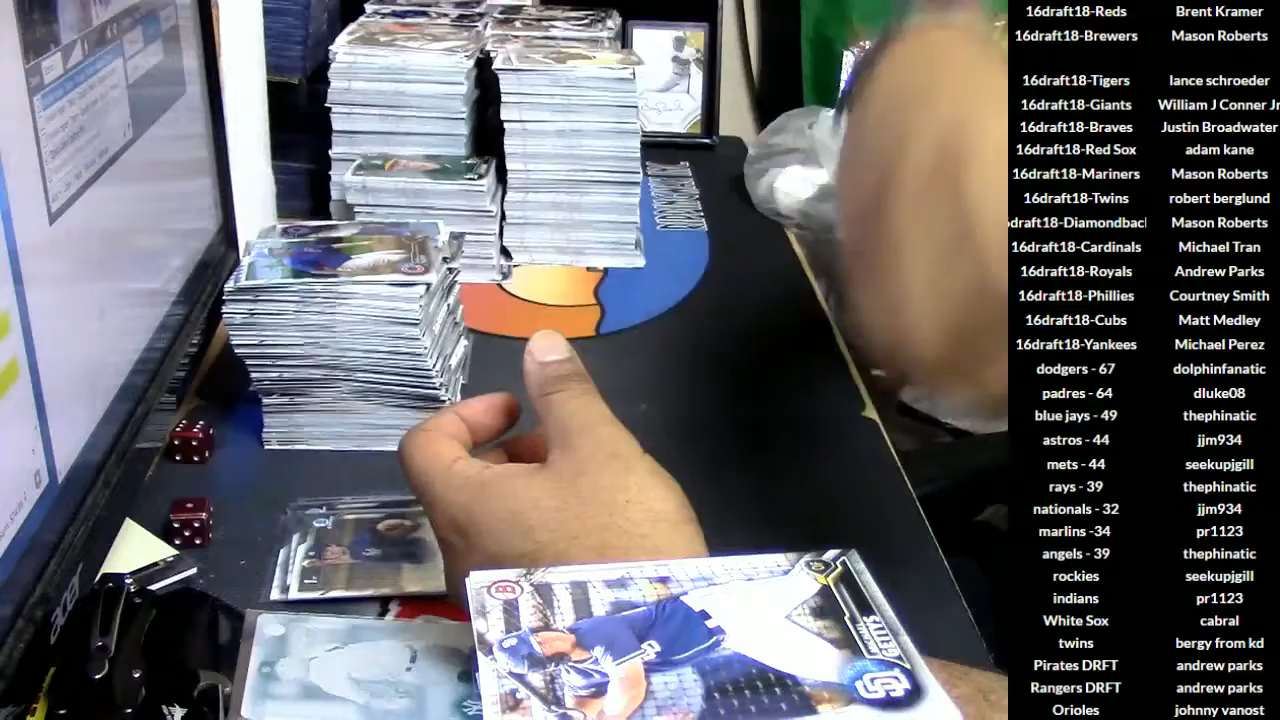 16draft18-Reds Brent Kramer
16draft18-Brewers Mason Roberts
16draft18-Tigers lance schroeder
16draft18-Giants William J Conner Jr
16draft18-Braves Justin Broadwater
16draft18-Red Sox adam kane
16draft18-Mariners Mason Roberts
16draft18-Twins robert berglund
draft18-Diamondback Mason Roberts
16draft18-Cardinals Michael Tran
16draft18-Royals Andrew Parks
16draft18-Phillies Courtney Smith
16draft18-Cubs Matt Medley
16draft18-Yankees Michael Perez
dodgers - 67 dolphinfanatic
padres - 64 dluke08
blue jays - 49 thephinatic
astros - 44 jjm934
mets - 44 seekupjgill
rays - 39 thephinatic
nationals - 32 jjm934
marlins -34 pr1123
angels - 39 thephinatic
rockies seekupjgill
indians pr1123
White Sox cabral
twins bergy from kd
Pirates DRFT andrew parks
Rangers DRFT andrew parks
Orioles johnny vanost
acer
B
GETTYS
SD